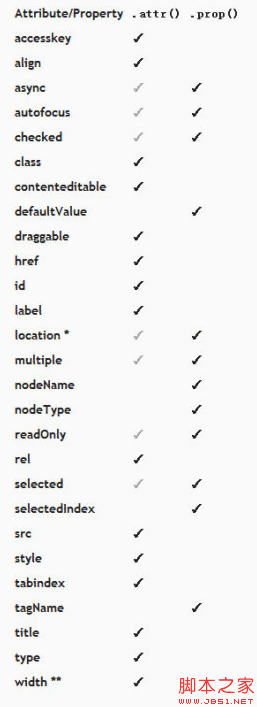 Attribute/Property .attr() .prop()
accesskey ✓
align ✓
async ✓ ✓
autofocus ✓ ✓
checked ✓ ✓
class ✓
contenteditable ✓
defaultValue ✓
draggable ✓
href ✓
id ✓
label ✓
location * ✓ ✓
multiple ✓ ✓
nodeName ✓
nodeType ✓
readOnly ✓ ✓
rel ✓
selected ✓ ✓
selectedIndex ✓
src ✓
style ✓
tabindex ✓
tagName ✓
title ✓
type ✓
width ** ✓
脚本之家
WWW.JB51.NET